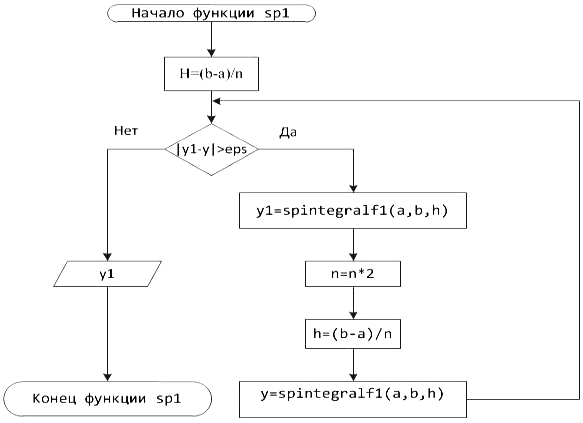 Начало функции sp1
H=(b-a)/n
Нет
Да
|y1-y|>eps
y1=spintegralf1(a,b,h)
y1
n=n*2
h=(b-a)/n
Конец функции sp1
y=spintegralf1(a,b,h)